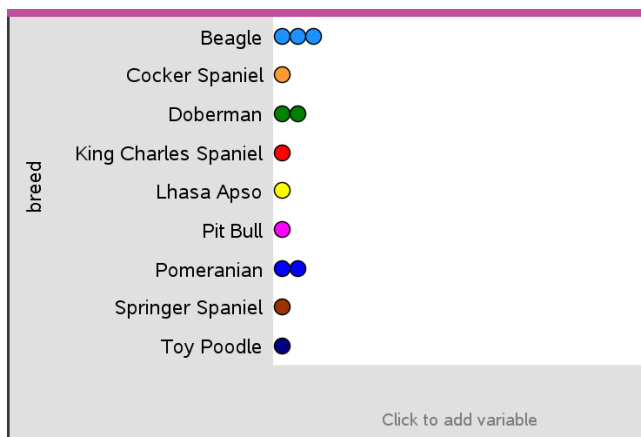 breed
Beagle
Cocker Spaniel
Doberman
King Charles Spaniel
Lhasa Apso
Pit Bull
Pomeranian
Springer Spaniel
Toy Poodle
Click to add variable